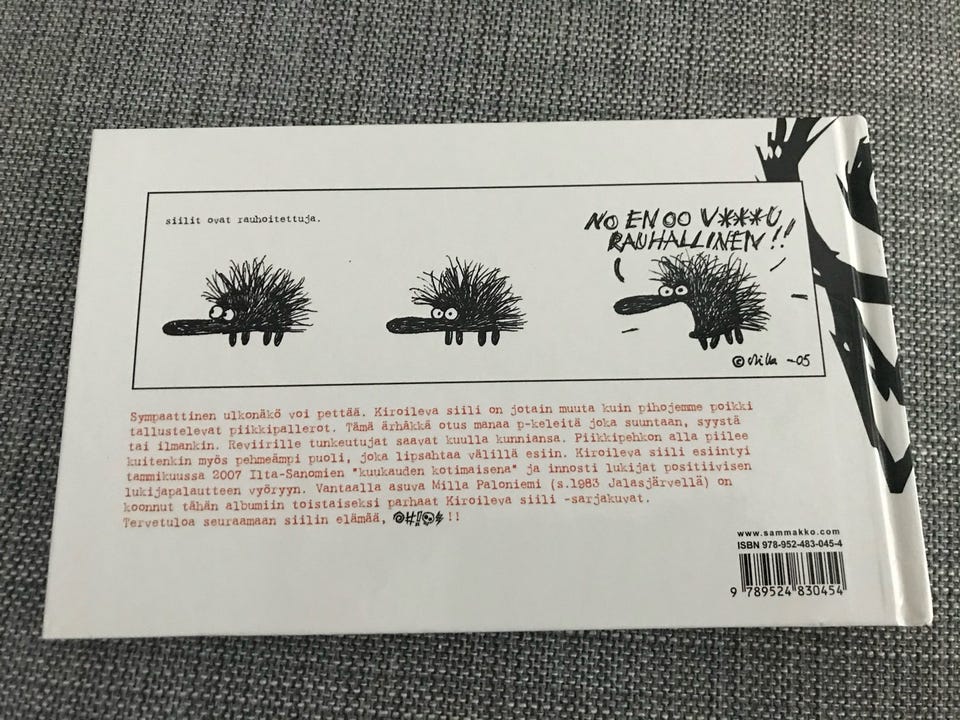 siilit ovat rauhoitettuja.
NO EN OO V***U
RAUHALLINEN!!
© Milla -05
Sympaattinen ulkonäkö voi pettää. Kiroileva siili on jotain muuta kuin pihojemme poikki
tallustelevat piikkipallerot. Tämä ärhäkkä otus manaa p-keleitä joka suuntaan, syystä
tai ilmankin. Reviirille tunkeutujat saavat kuulla kunniansa. Piikkipehkon alla piilee
kuitenkin myös pehmeämpi puoli, joka lipsahtaa välillä esiin. Kiroileva siili esiintyi
tammikuussa 2007 Ilta-Sanomien "kuukauden kotimaisena" ja innosti lukijat positiivisen
lukijapalautteen vyöryyn. Vantaalla asuva Milla Paloniemi (s.1983 Jalasjärvellä) on
koonnut tähän albumiin toistaiseksi parhaat Kiroileva siili -sarjakuvat.
Tervetuloa seuraamaan siilin elämää, @#!☠$!!
www.sammakko.com
ISBN 978-952-483-045-4
9 789524 830454